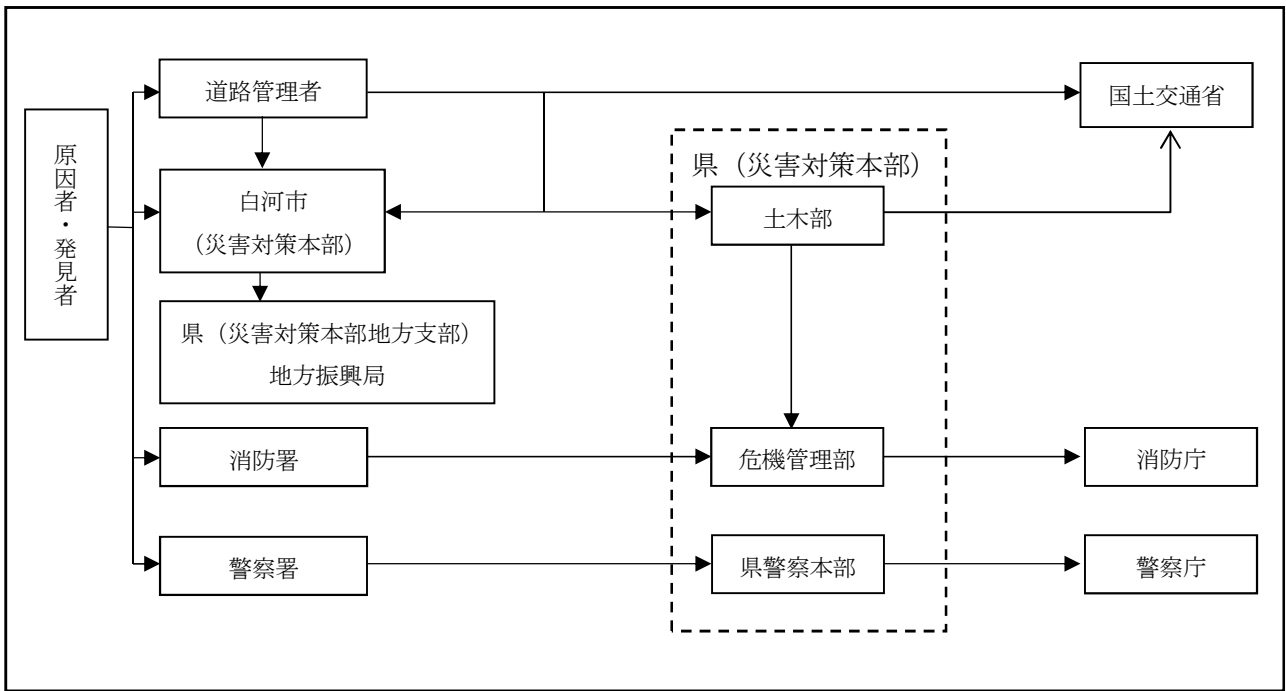 道路管理者
国土交通省
原因者・発見者
県（災害対策本部）
白河市
（災害対策本部）
土木部
県（災害対策本部地方支部）
地方振興局
消防署
危機管理部
消防庁
警察署
県警察本部
警察庁